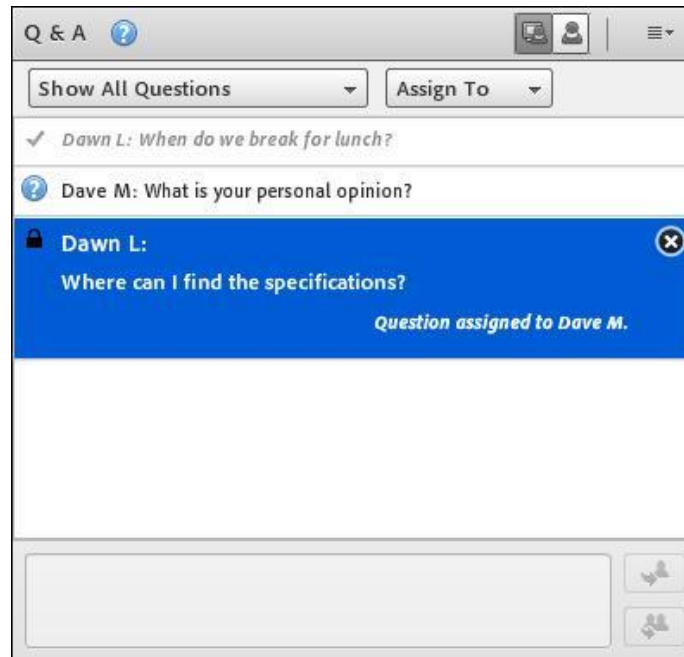 Q & A ?
Show All Questions
Assign To
Dawn L: When do we break for lunch?
? Dave M: What is your personal opinion?
Dawn L:
Where can I find the specifications?
Question assigned to Dave M.